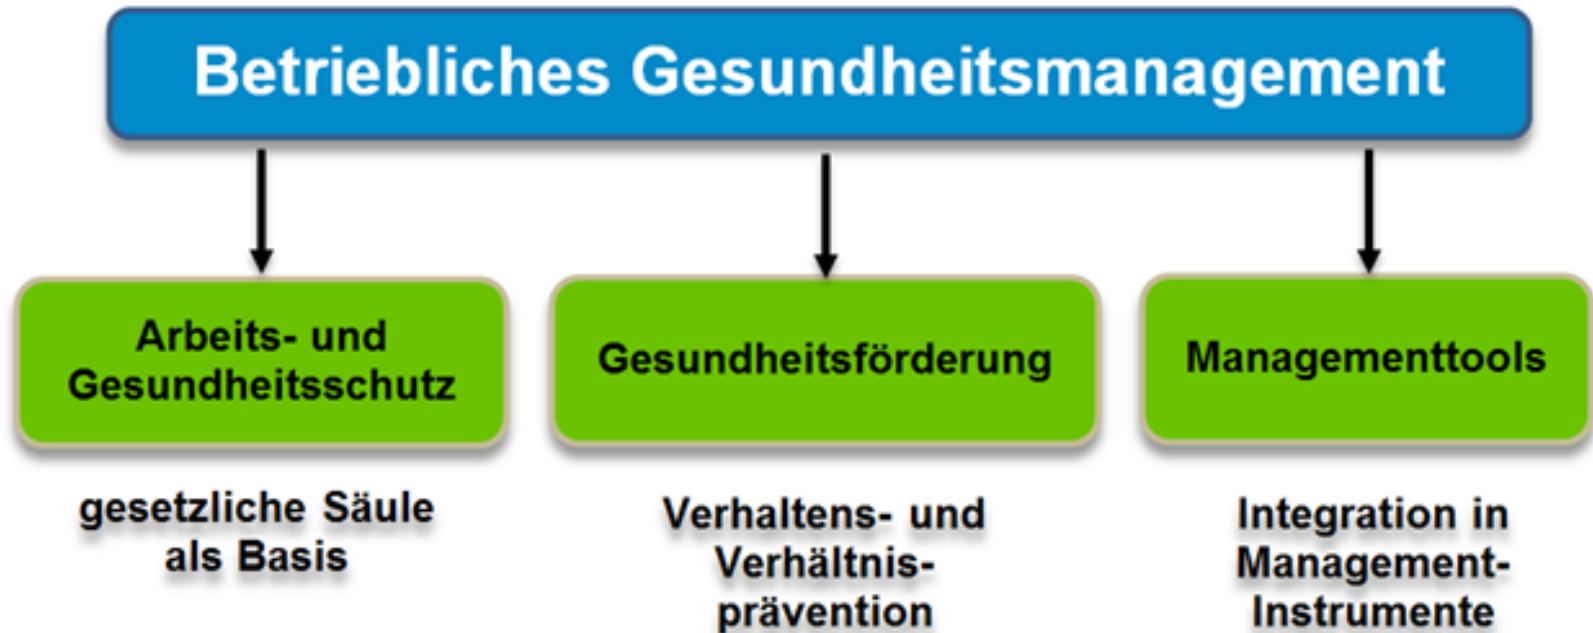 Betriebliches Gesundheitsmanagement
Arbeits- und
Gesundheitsschutz
gesetzliche Säule
als Basis
Gesundheitsförderung
Verhaltens- und
Verhältnis-
prävention
Managementtools
Integration in
Management-
Instrumente